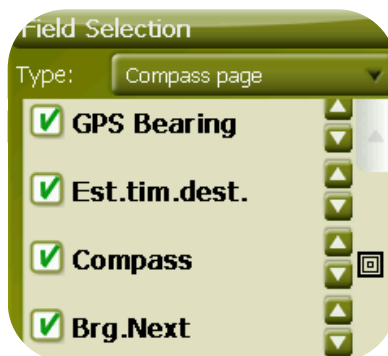 Field Selection
Type: Compass page
GPS Bearing
Est.tim.dest.
Compass
Brg.Next